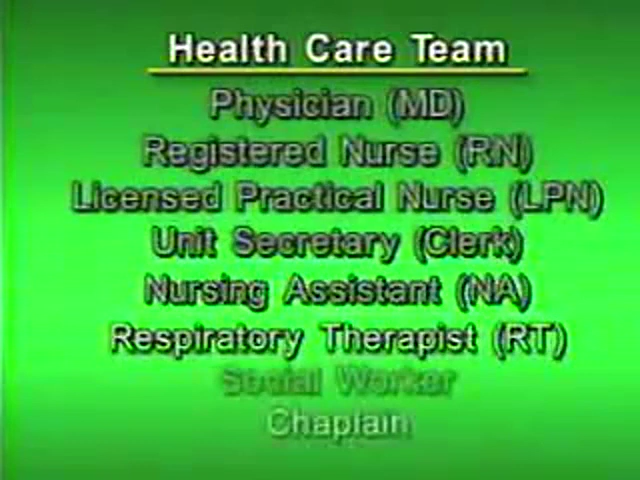 Health Care Team
Physician (MD)
Registered Nurse (RN)
Licensed Practical Nurse (LPN)
Unit Secretary (Clerk)
Nursing Assistant (NA)
Respiratory Therapist (RT)
Social Worker
Chaplain